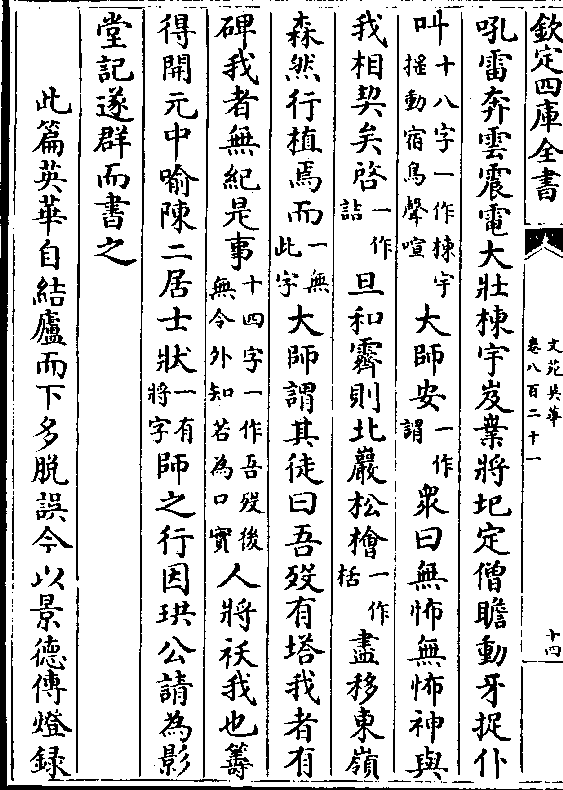 欽定四庫全書
文苑英華
卷八百二十一
十四
吼雷奔雲震電大壯棟宇岌業將圮定僧瞻動牙捉仆
叫十八字一作棟宇
搖動宿鳥聲喧大師安一作
謂衆曰無怖無怖神與
我相契矣啓一作
詰旦和霽則北巖松檜一作
栝盡移東嶺
森然行植焉而一無
此字大師謂其徒曰吾歿有塔我者有
碑我者無紀是事十四字一作吾歿後
無令外知若為口實人將祅我也籌
得開元中喻陳二居士狀一有
將字師之行因珙公請為影
堂記遂群而書之
此篇英華自結廬而下多脫誤今以景德傳燈錄